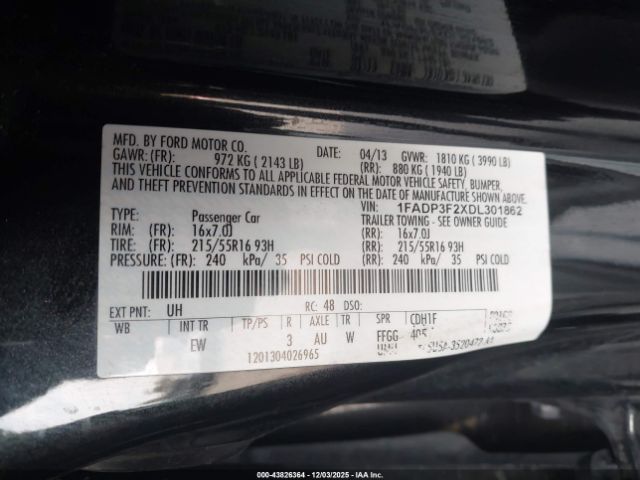 MFD. BY FORD MOTOR CO. DATE: 04/13 GVWR: 1810 KG ( 3990 LB)
GAWR: (FR): 972 KG ( 2143 LB) (RR): 880 KG ( 1940 LB)
THIS VEHICLE CONFORMS TO ALL APPLICABLE FEDERAL MOTOR VEHICLE SAFETY, BUMPER,
AND THEFT PREVENTION STANDARDS IN EFFECT ON THE DATE OF MANUFACTURE SHOWN ABOVE.
VIN: 1FADP3F2XDL301862
TYPE: Passenger Car TRAILER TOWING - SEE OWNER GUIDE
RIM: (FR): 16x7.0J (RR): 16x7.0J
TIRE: (FR): 215/55R16 93H (RR): 215/55R16 93H
PRESSURE: (FR): 240 kPa/ 35 PSI COLD (RR): 240 kPa/ 35 PSI COLD
EXT PNT: UH RC: 48 DSO:
WB INT TR TP/PS R AXLE TR SPR CDH1F
EW 3 AU W FFGG
1201304026965
000-43826364 - 12/03/2025 - IAA Inc.